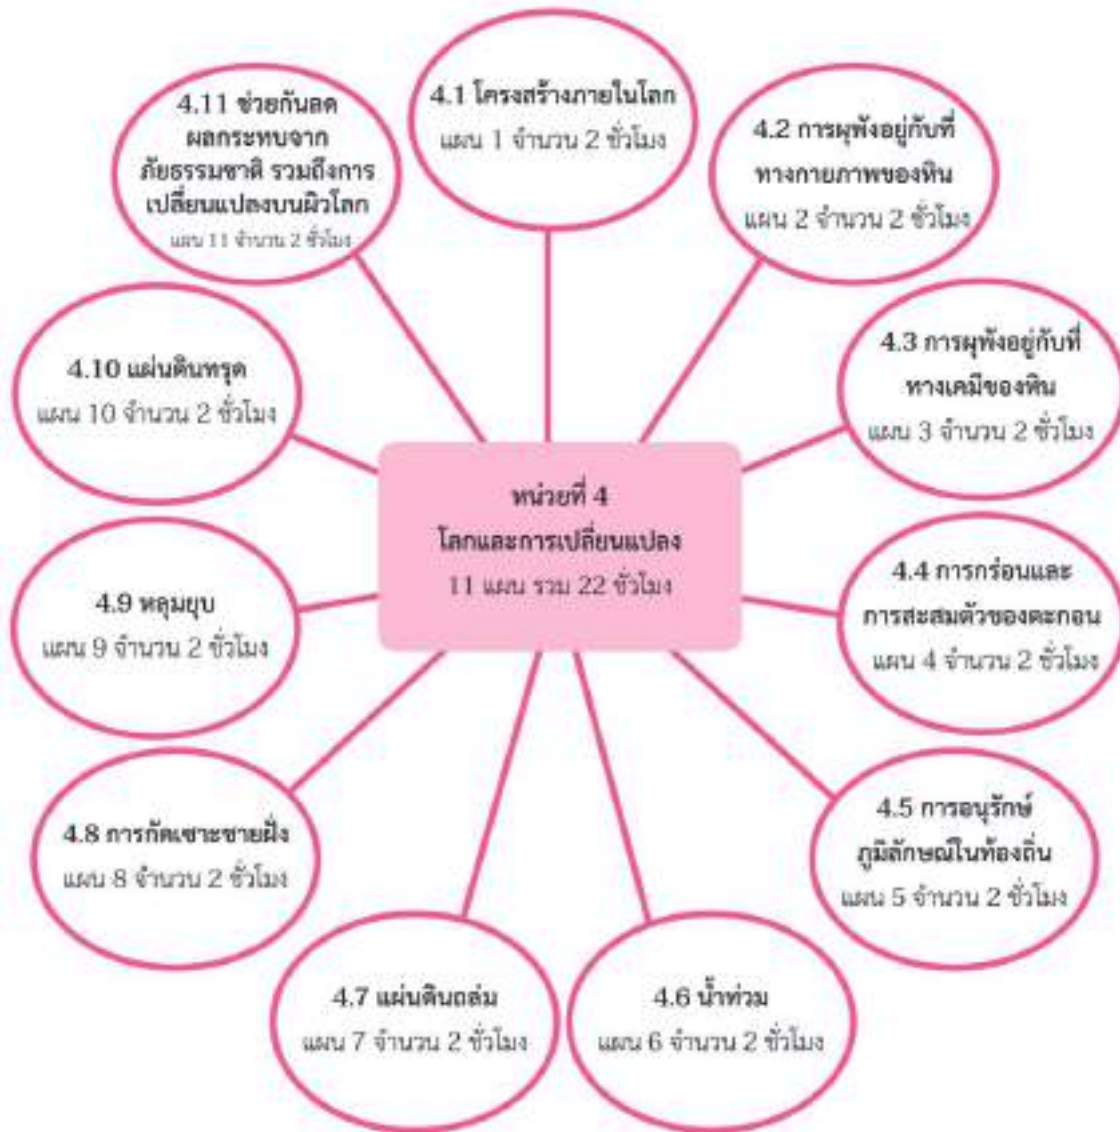 หน่วยที่ 4
โลกและการเปลี่ยนแปลง
11 แผน รวม 22 ชั่วโมง
4.1 โครงสร้างภายในโลก
แผน 1 จำนวน 2 ชั่วโมง
4.2 การผุพังอยู่กับที่
ทางกายภาพของหิน
แผน 2 จำนวน 2 ชั่วโมง
4.3 การผุพังอยู่กับที่
ทางเคมีของหิน
แผน 3 จำนวน 2 ชั่วโมง
4.4 การกร่อนและ
การสะสมตัวของตะกอน
แผน 4 จำนวน 2 ชั่วโมง
4.5 การอนุรักษ์
ภูมิลักษณ์ในท้องถิ่น
แผน 5 จำนวน 2 ชั่วโมง
4.6 น้ำท่วม
แผน 6 จำนวน 2 ชั่วโมง
4.7 แผ่นดินถล่ม
แผน 7 จำนวน 2 ชั่วโมง
4.8 การกัดเซาะชายฝั่ง
แผน 8 จำนวน 2 ชั่วโมง
4.9 หลุมยุบ
แผน 9 จำนวน 2 ชั่วโมง
4.10 แผ่นดินทรุด
แผน 10 จำนวน 2 ชั่วโมง
4.11 ช่วยกันลด
ผลกระทบจาก
ภัยธรรมชาติ รวมถึงการ
เปลี่ยนแปลงบนผิวโลก
แผน 11 จำนวน 2 ชั่วโมง